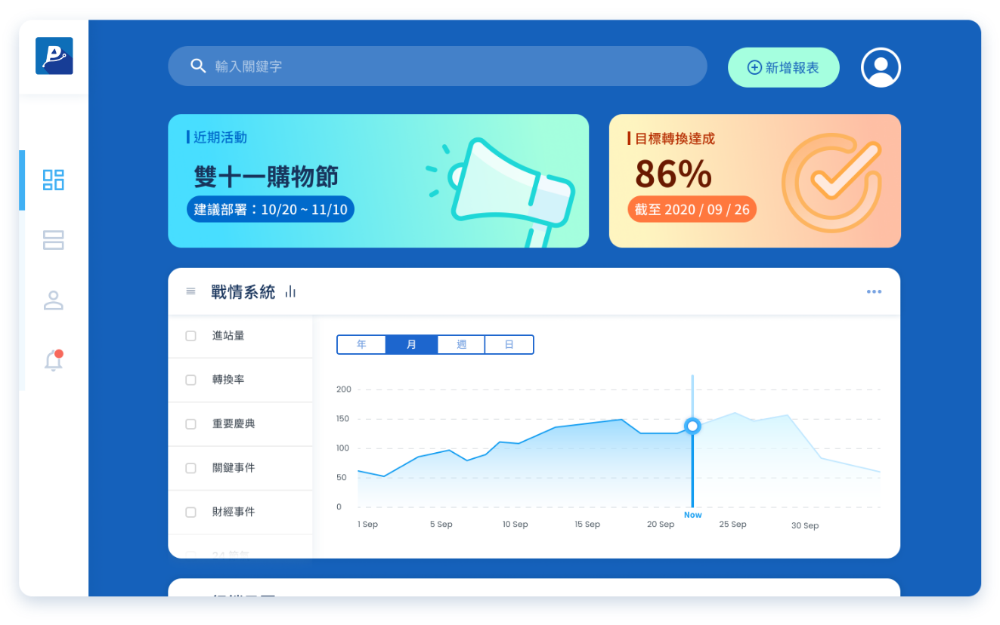 輸入關鍵字
新增報表
近期活動
雙十一購物節
建議部署：10/20 ~ 11/10
目標轉換達成
86%
截至 2020 / 09 / 26
戰情系統
進站量
轉換率
重要慶典
關鍵事件
財經事件
24 節氣
年 月 週 日
200
150
100
50
0
Now
1 Sep 5 Sep 10 Sep 15 Sep 20 Sep 25 Sep 30 Sep